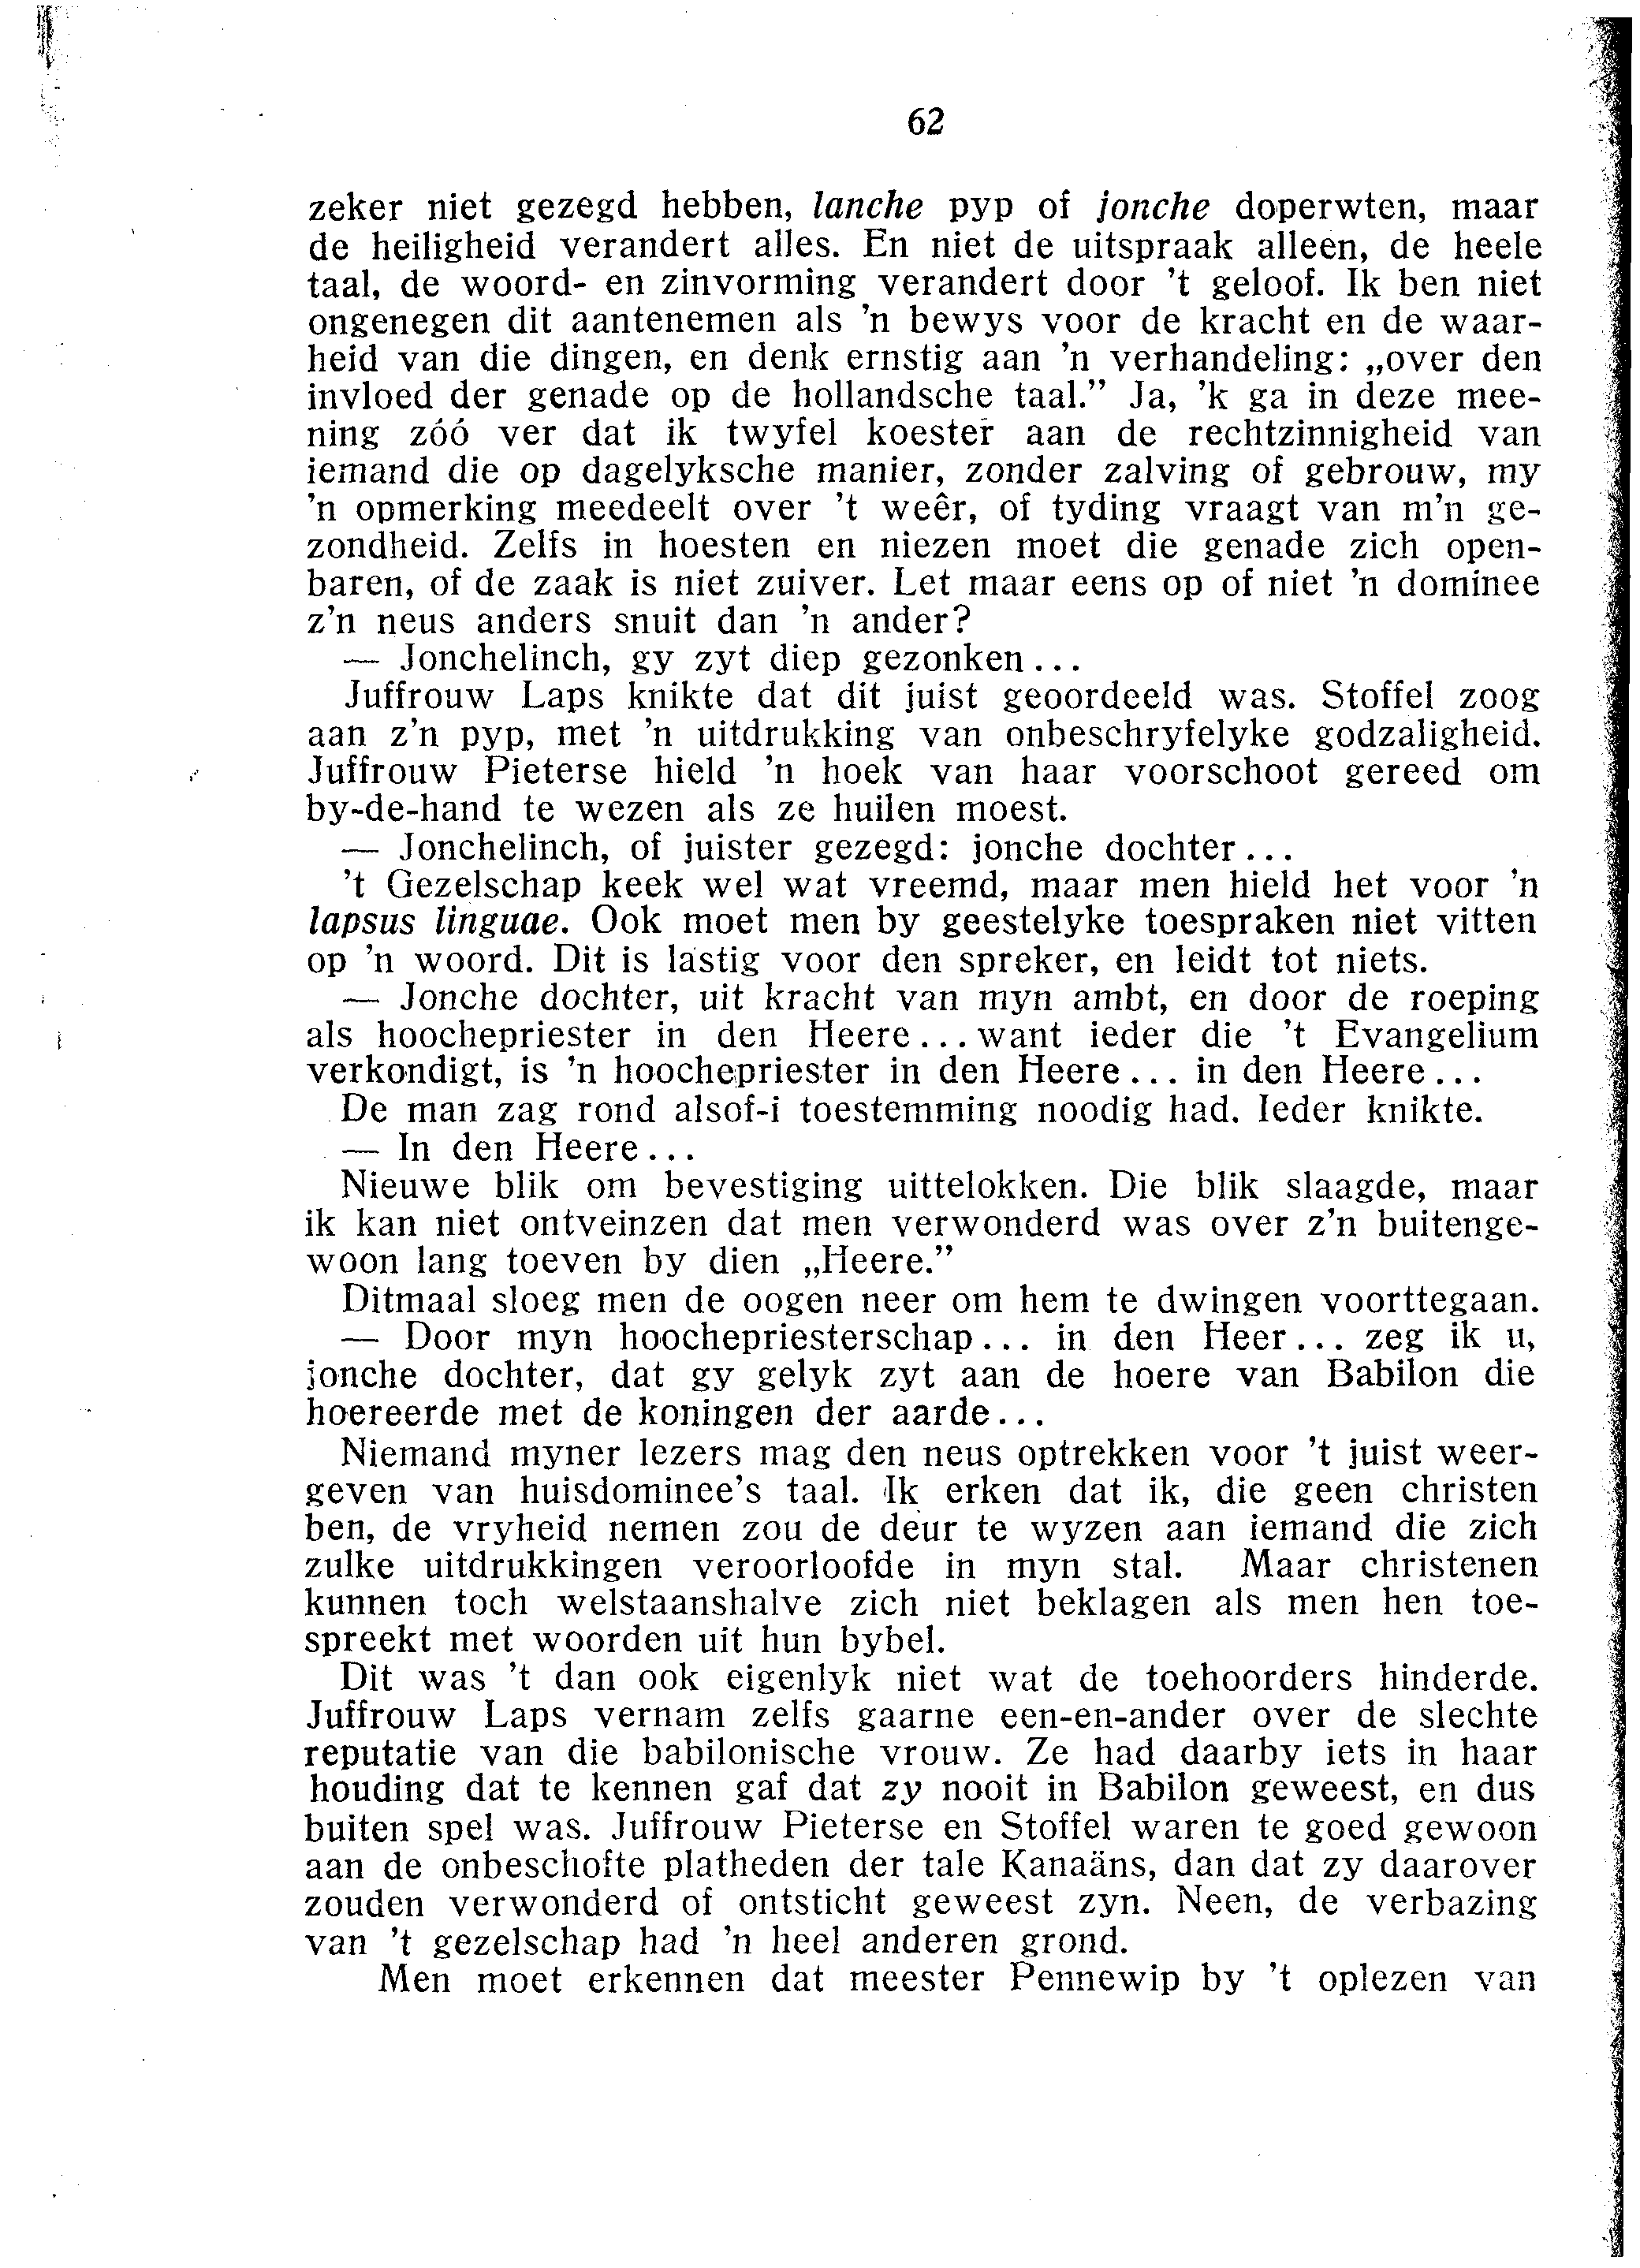 62
zeker niet gezegd hebben, lanche pyp of jonche doperwten, maar
de heiligheid verandert alles. En niet de uitspraak alleen, de heele
taal, de woord- en zinvorming verandert door 't geloof. Ik ben niet
ongenegen dit aantenemen als 'n bewys voor de kracht en de waar-
heid van die dingen, en denk ernstig aan 'n verhandeling: „over den
invloed der genade op de hollandsche taal.” Ja, 'k ga in deze mee-
ning zóó ver dat ik twyfel koester aan de rechtzinnigheid van
iemand die op dagelyksche manier, zonder zalving of gebrouw, my
'n opmerking meedeelt over 't weêr, of tyding vraagt van m'n ge-
zondheid. Zelfs in hoesten en niezen moet die genade zich open-
baren, of de zaak is niet zuiver. Let maar eens op of niet 'n dominee
z'n neus anders snuit dan 'n ander?
— Jonchelinch, gy zyt diep gezonken...
Juffrouw Laps knikte dat dit juist geoordeeld was. Stoffel zoog
aan z'n pyp, met 'n uitdrukking van onbeschryfelyke godzaligheid.
Juffrouw Pieterse hield 'n hoek van haar voorschoot gereed om
by-de-hand te wezen als ze huilen moest.
— Jonchelinch, of juister gezegd: jonche dochter...
't Gezelschap keek wel wat vreemd, maar men hield het voor 'n
lapsus linguae. Ook moet men by geestelyke toespraken niet vitten
op 'n woord. Dit is lastig voor den spreker, en leidt tot niets.
— Jonche dochter, uit kracht van myn ambt, en door de roeping
als hoochepriester in den Heere... want ieder die 't Evangelium
verkondigt, is 'n hoochepriester in den Heere... in den Heere...
De man zag rond alsof-i toestemming noodig had. Ieder knikte.
— In den Heere...
Nieuwe blik om bevestiging uittelokken. Die blik slaagde, maar
ik kan niet ontveinzen dat men verwonderd was over z'n buitenge-
woon lang toeven by dien „Heere.”
Ditmaal sloeg men de oogen neer om hem te dwingen voorttegaan.
— Door myn hoochepriesterschap... in den Heer... zeg ik u,
jonche dochter, dat gy gelyk zyt aan de hoere van Babilon die
hoereerde met de koningen der aarde...
Niemand myner lezers mag den neus optrekken voor 't juist weer-
geven van huisdominee's taal. Ik erken dat ik, die geen christen
ben, de vryheid nemen zou de deur te wyzen aan iemand die zich
zulke uitdrukkingen veroorloofde in myn stal. Maar christenen
kunnen toch welstaanshalve zich niet beklagen als men hen toe-
spreekt met woorden uit hun bybel.
Dit was 't dan ook eigenlyk niet wat de toehoorders hinderde.
Juffrouw Laps vernam zelfs gaarne een-en-ander over de slechte
reputatie van die babilonische vrouw. Ze had daarby iets in haar
houding dat te kennen gaf dat zy nooit in Babilon geweest, en dus
buiten spel was. Juffrouw Pieterse en Stoffel waren te goed gewoon
aan de onbeschofte platheden der tale Kanaäns, dan dat zy daarover
zouden verwonderd of ontsticht geweest zyn. Neen, de verbazing
van 't gezelschap had 'n heel anderen grond.
Men moet erkennen dat meester Pennewip by 't oplezen van